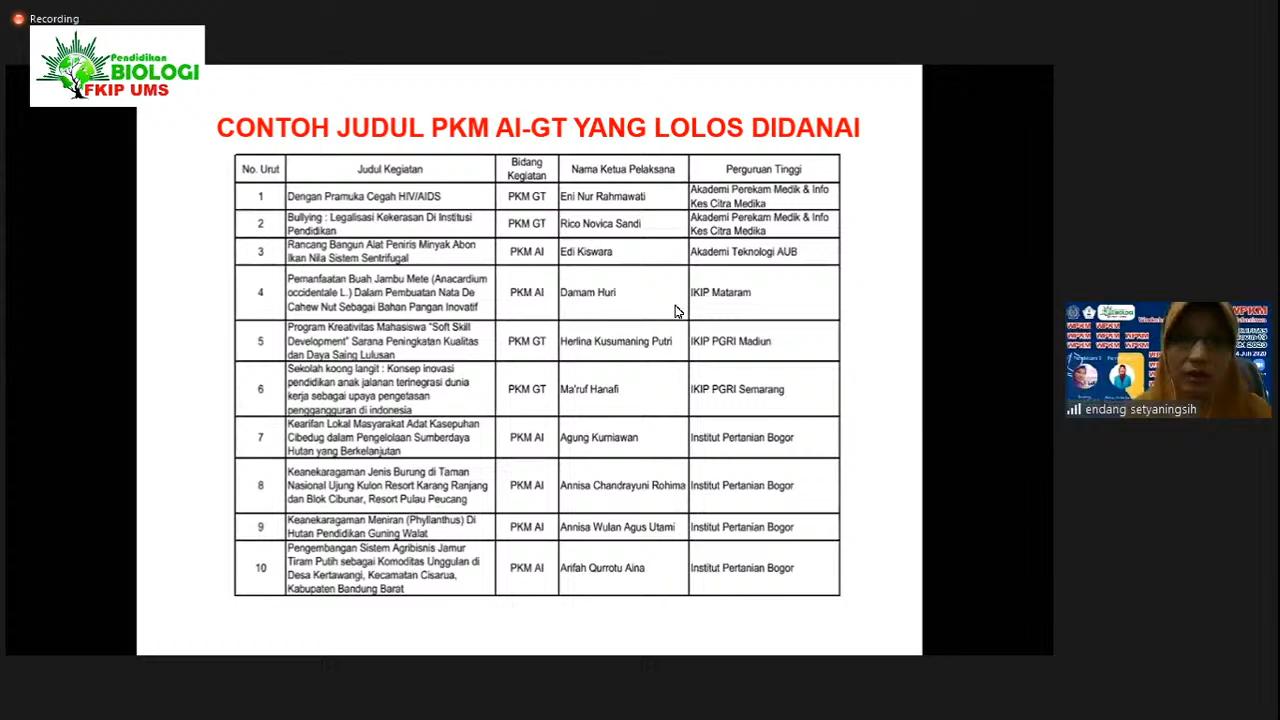 Recording
Pendidikan
BIOLOGI
FKIP UMS
CONTOH JUDUL PKM AI-GT YANG LOLOS DIDANAI
No. Urut Judul Kegiatan Bidang Kegiatan Nama Ketua Pelaksana Perguruan Tinggi
1 Dengan Pramuka Cegah HIV/AIDS PKM GT Eni Nur Rahmawati Akademi Perekam Medik & Info
Kes Citra Medika
2 Bullying : Legalisasi Kekerasan Di Institusi
Pendidikan PKM GT Rico Novica Sandi Akademi Perekam Medik & Info
Kes Citra Medika
3 Rancang Bangun Alat Peniris Minyak Abon
Ikan Nila Sistem Sentrifugal PKM AI Edi Kiswara Akademi Teknologi AUB
4 Pemanfaatan Buah Jambu Mete (Anacardium
occidentale L.) Dalam Pembuatan Nata De
Cahew Nut Sebagai Bahan Pangan Inovatif PKM AI Damam Huri IKIP Mataram
5 Program Kreativitas Mahasiswa "Soft Skill
Development" Sarana Peningkatan Kualitas
dan Daya Saing Lulusan PKM GT Herlina Kusumaning Putri IKIP PGRI Madiun
6 Sekolah koong langit : Konsep inovasi
pendidikan anak jalanan terinegrasi dunia
kerja sebagai upaya pengetasan
penggangguran di indonesia PKM GT Ma'ruf Hanafi IKIP PGRI Semarang
7 Kearifan Lokal Masyarakat Adat Kasepuhan
Cibedug dalam Pengelolaan Sumberdaya
Hutan yang Berkelanjutan PKM AI Agung Kurniawan Institut Pertanian Bogor
8 Keanekaragaman Jenis Burung di Taman
Nasional Ujung Kulon Resort Karang Ranjang
dan Blok Cibunar, Resort Pulau Peucang PKM AI Annisa Chandrayuni Rohima Institut Pertanian Bogor
9 Keanekaragaman Meniran (Phyllanthus) Di
Hutan Pendidikan Guning Walat PKM AI Annisa Wulan Agus Utami Institut Pertanian Bogor
10 Pengembangan Sistem Agribisnis Jamur
Tiram Putih sebagai Komoditas Unggulan di
Desa Kertawangi, Kecamatan Cisarua,
Kabupaten Bandung Barat PKM AI Arifah Qurrotu Aina Institut Pertanian Bogor
endang setyaningsih